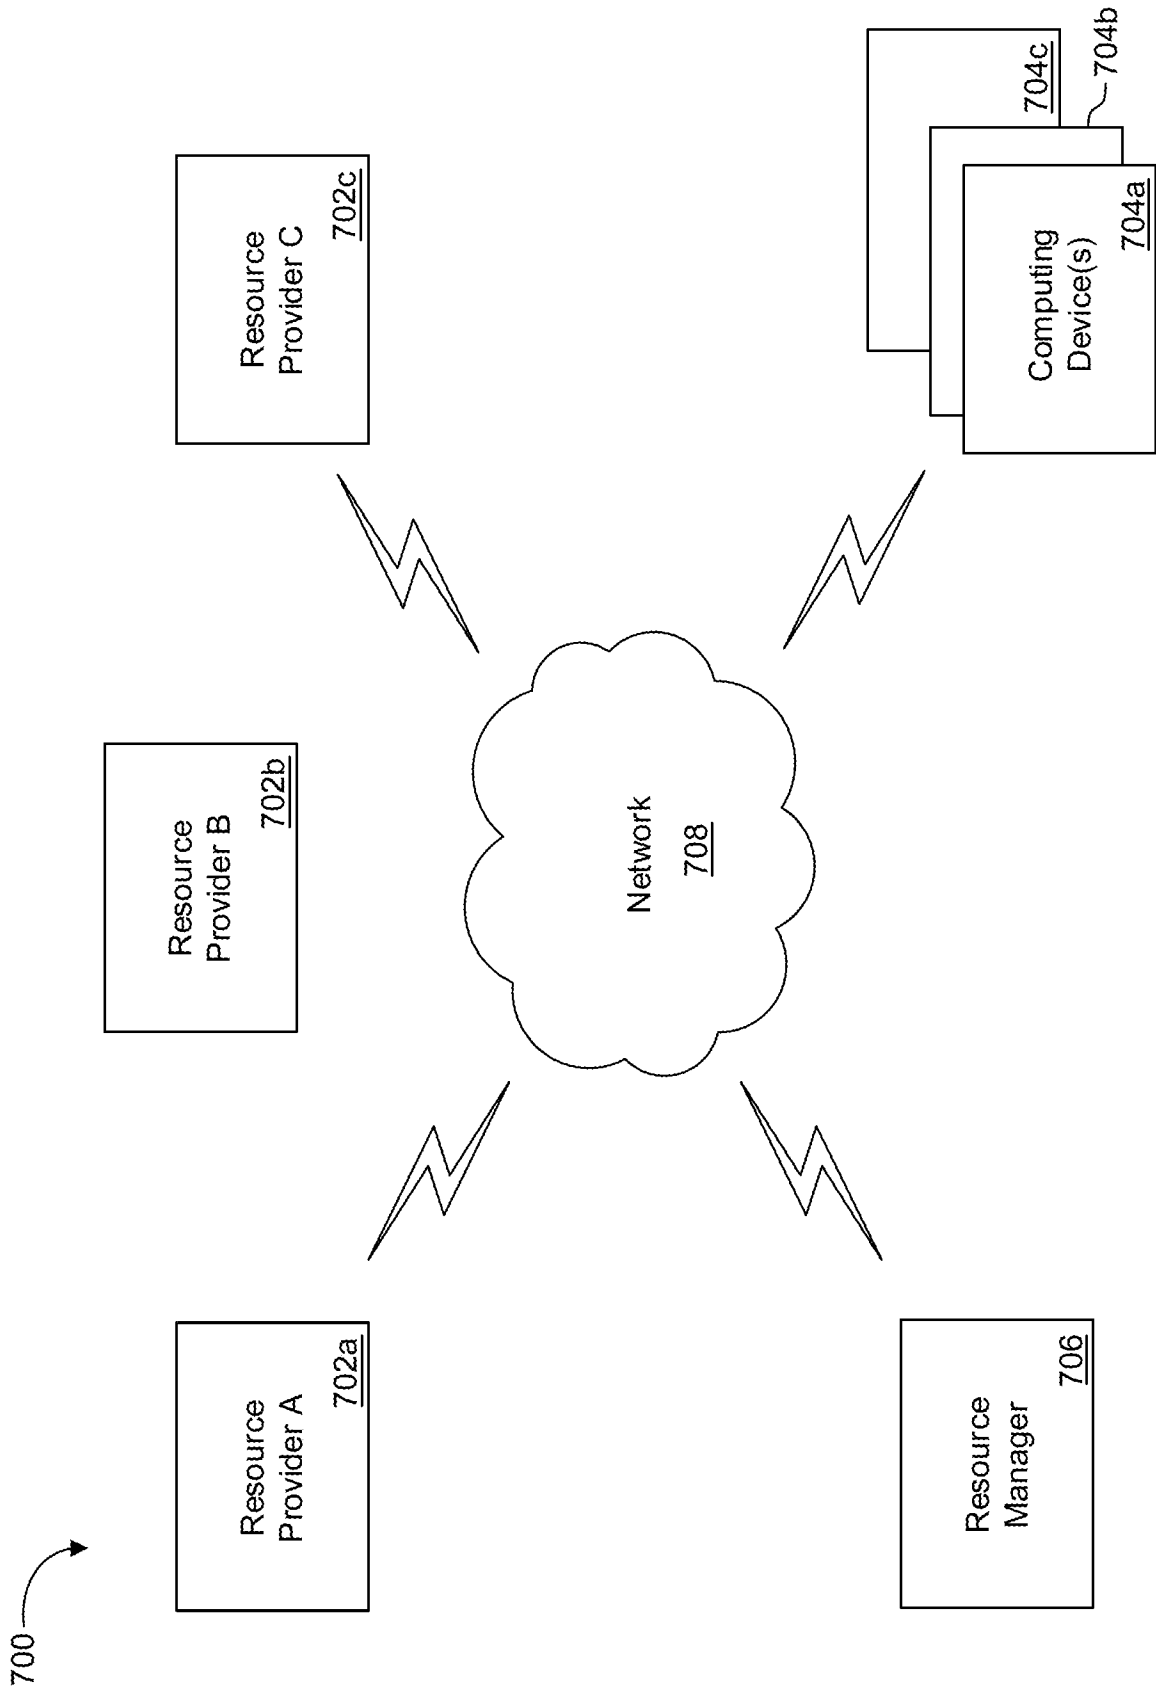 700
Resource
Provider A
702a
Resource
Provider B
702b
Resource
Provider C
702c
Network
708
Resource
Manager
706
Computing
Device(s)
704a
704b
704c